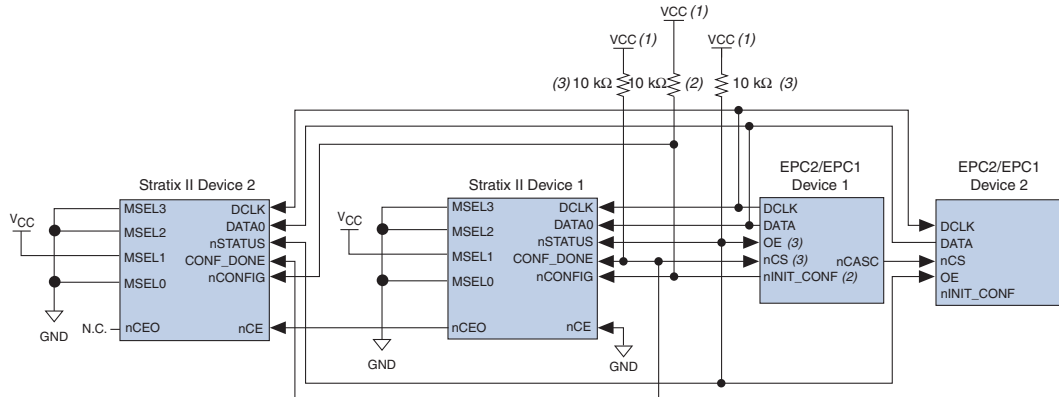 VCC (1)
VCC (1)
VCC (1)
(3) 10 kΩ
10 kΩ (2)
10 kΩ (3)
Stratix II Device 2
VCC
MSEL3
MSEL2
MSEL1
MSEL0
nCEO
N.C.
GND
DCLK
DATA0
nSTATUS
CONF_DONE
nCONFIG
nCE
Stratix II Device 1
VCC
MSEL3
MSEL2
MSEL1
MSEL0
nCEO
GND
DCLK
DATA0
nSTATUS
CONF_DONE
nCONFIG
nCE
GND
EPC2/EPC1
Device 1
DCLK
DATA
OE (3)
nCS (3)
nINIT_CONF (2)
nCASC
EPC2/EPC1
Device 2
DCLK
DATA
nCS
OE
nINIT_CONF